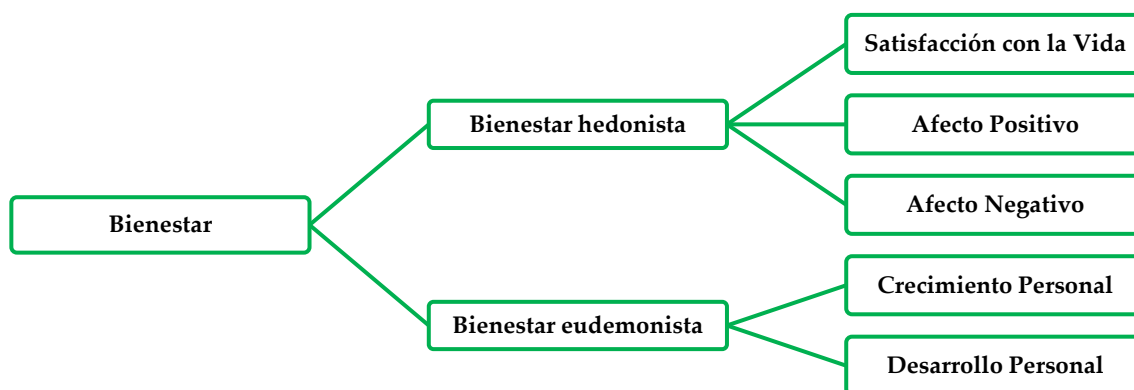 Satisfacción con la Vida
Bienestar hedonista
Afecto Positivo
Afecto Negativo
Bienestar
Crecimiento Personal
Bienestar eudemonista
Desarrollo Personal